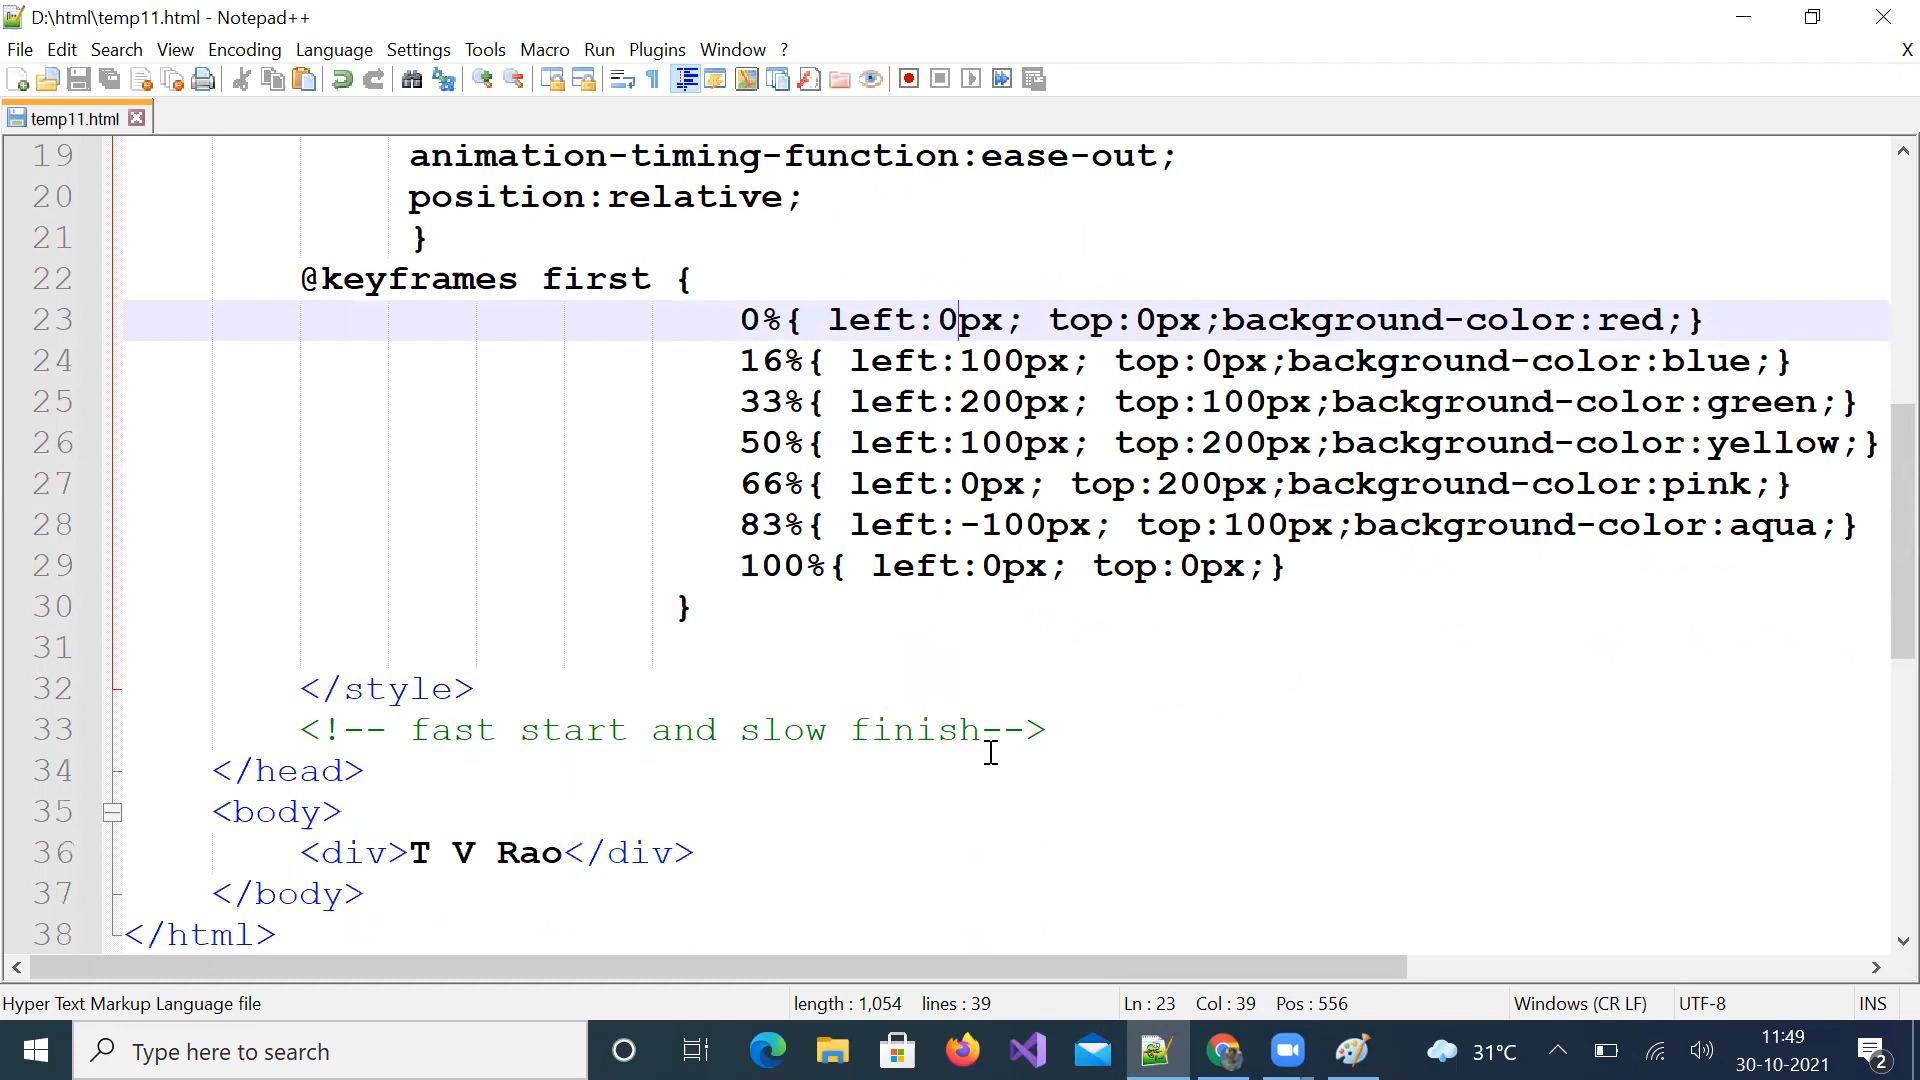 D:\html\temp11.html - Notepad++
File Edit Search View Encoding Language Settings Tools Macro Run Plugins Window ?
X
temp11.html
19 animation-timing-function:ease-out;
20 position:relative;
21 }
22 @keyframes first {
23 0%{ left:0px; top:0px;background-color:red;}
24 16%{ left:100px; top:0px;background-color:blue;}
25 33%{ left:200px; top:100px;background-color:green;}
26 50%{ left:100px; top:200px;background-color:yellow;}
27 66%{ left:0px; top:200px;background-color:pink;}
28 83%{ left:-100px; top:100px;background-color:aqua;}
29 100%{ left:0px; top:0px;}
30 }
31
32 </style>
33 <!-- fast start and slow finish-->
34 </head>
35 <body>
36 <div>T V Rao</div>
37 </body>
38 </html>
Hyper Text Markup Language file length : 1,054 lines : 39 Ln : 23 Col : 39 Pos : 556 Windows (CR LF) UTF-8 INS
Type here to search
31°C
11:49
30-10-2021
2